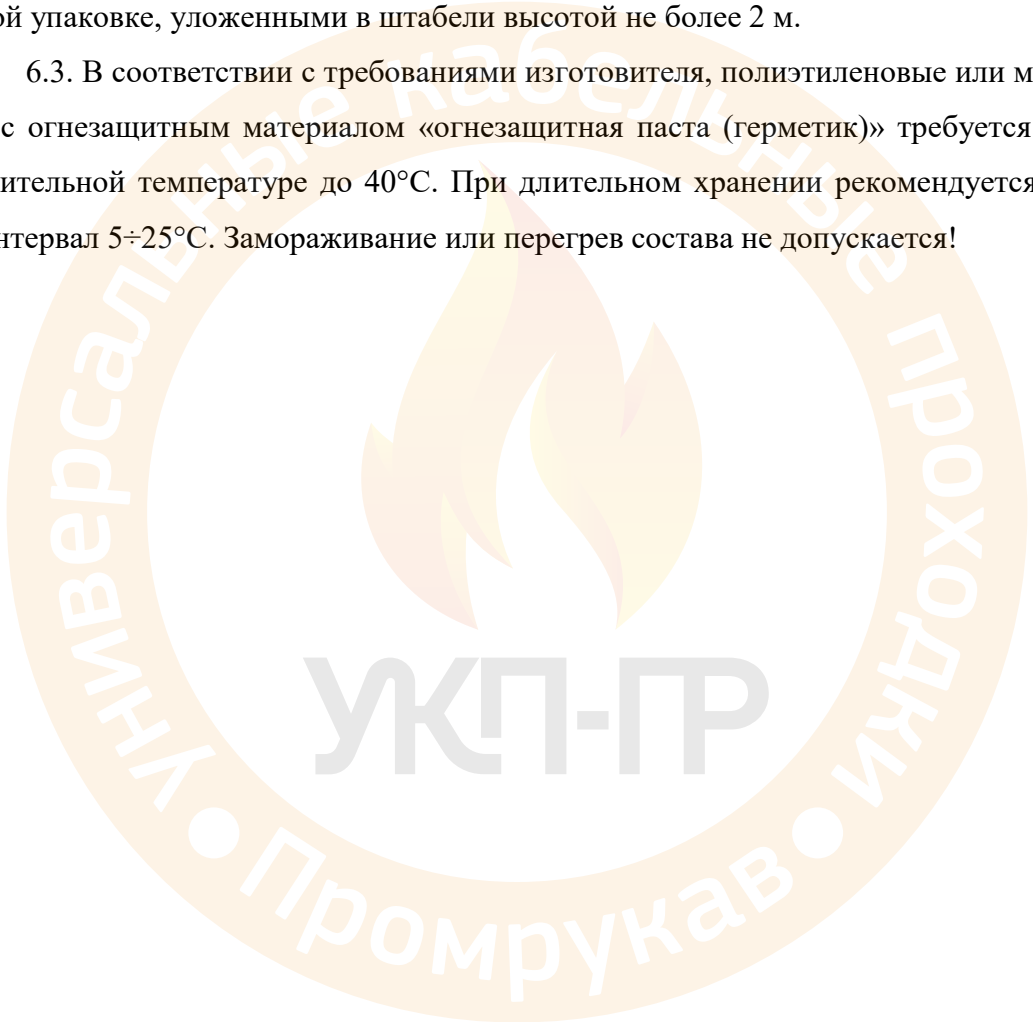 ой упаковке, уложенными в штабели высотой не более 2 м.
6.3. В соответствии с требованиями изготовителя, полиэтиленовые или м
с огнезащитным материалом «огнезащитная паста (герметик)» требуется
ительной температуре до 40°С. При длительном хранении рекомендуется
нтервал 5÷25°С. Замораживание или перегрев состава не допускается!
Универсальные кабельные проходки
УКП-ГР
Промрукав